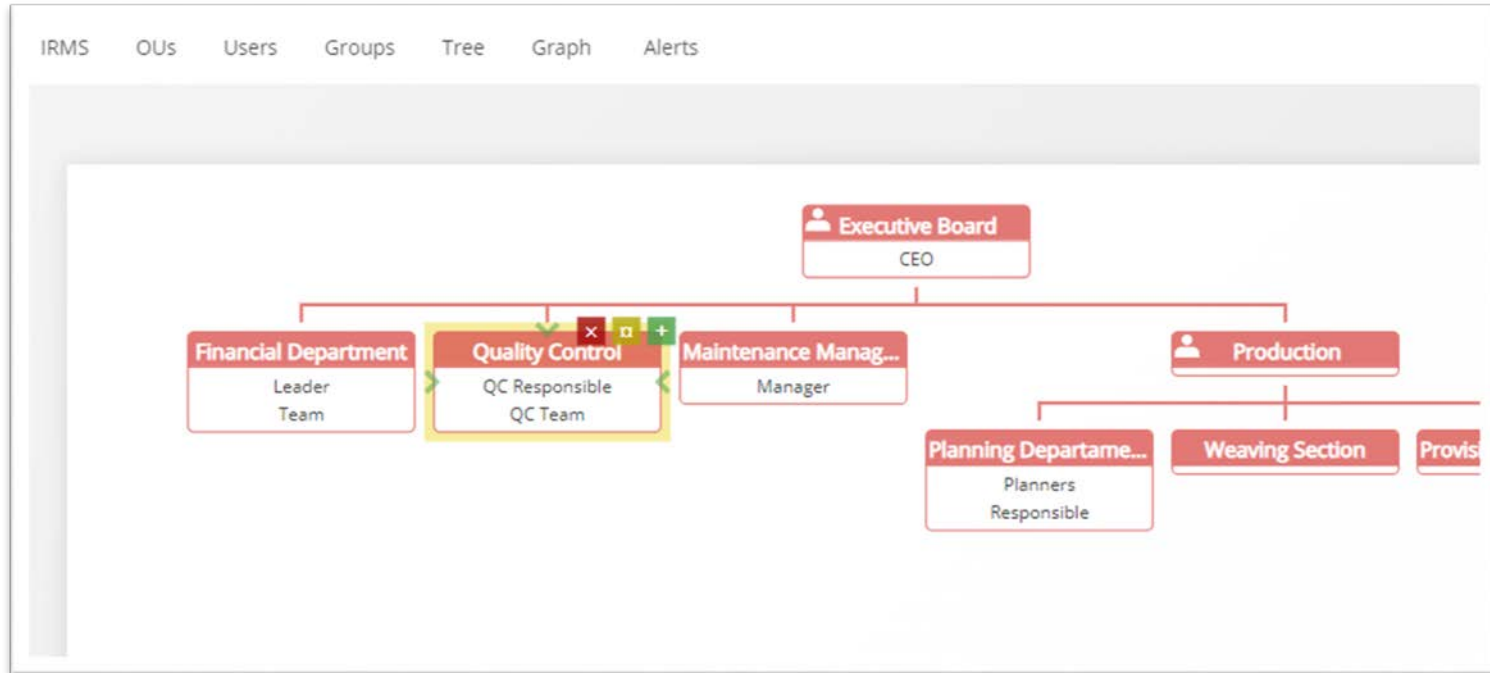 IRMS OUs Users Groups Tree Graph Alerts
Executive Board
CEO
Financial Department
Leader
Team
Quality Control
QC Responsible
QC Team
Maintenance Manag...
Manager
Production
Planning Departame...
Planners
Responsible
Weaving Section
Provisi